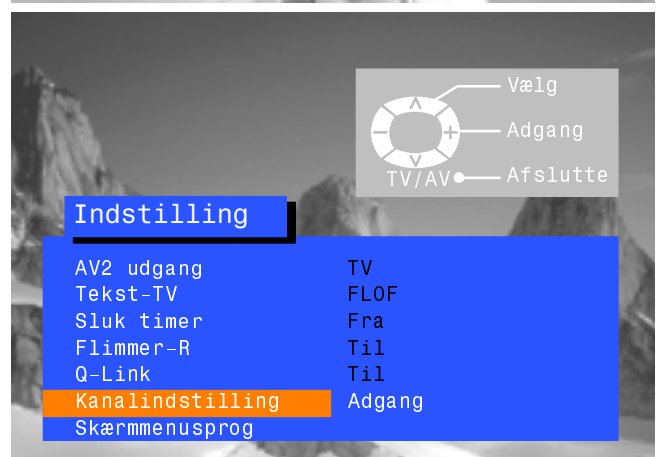 Vælg
Adgang
TV/AV Afslutte
Indstilling
AV2 udgang TV
Tekst-TV FLOF
Sluk timer Fra
Flimmer-R Til
Q-Link Til
Kanalindstilling Adgang
Skærmmenusprog